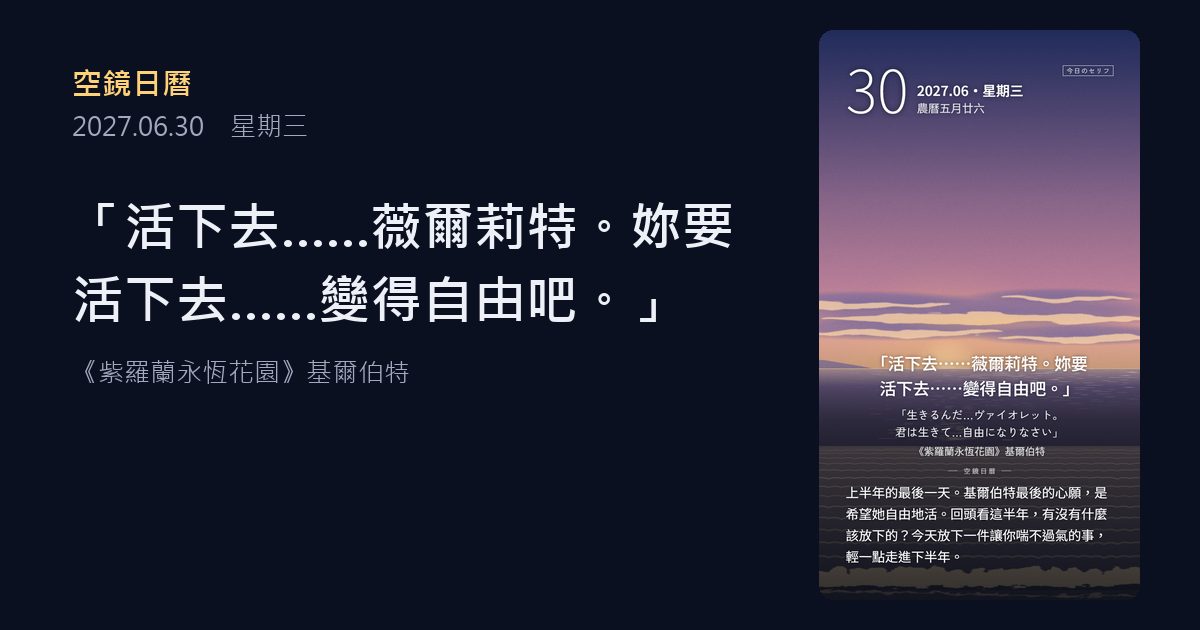 空鏡日曆
2027.06.30　星期三
「活下去……薇爾莉特。妳要
活下去……變得自由吧。」
《紫羅蘭永恆花園》基爾伯特
今日のセリフ
30
2027.06・星期三
農曆五月廿六
「活下去……薇爾莉特。妳要
活下去……變得自由吧。」
「生きるんだ…ヴァイオレット。
君は生きて…自由になりなさい」
《紫羅蘭永恆花園》基爾伯特
— 空鏡日曆 —
上半年的最後一天。基爾伯特最後的心願，是
希望她自由地活。回頭看這半年，有沒有什麼
該放下的？今天放下一件讓你喘不過氣的事，
輕一點走進下半年。